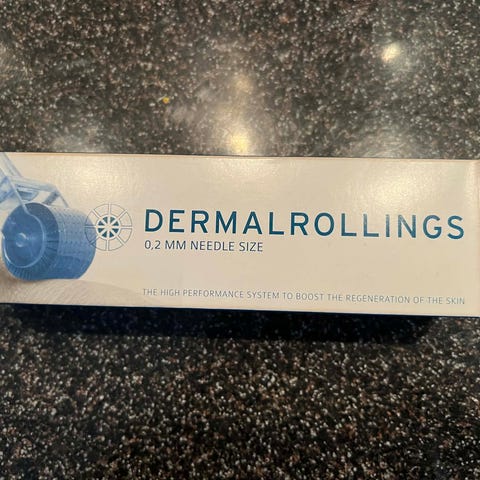 DERMALROLLINGS
0,2 MM NEEDLE SIZE
THE HIGH PERFORMANCE SYSTEM TO BOOST THE REGENERATION OF THE SKIN